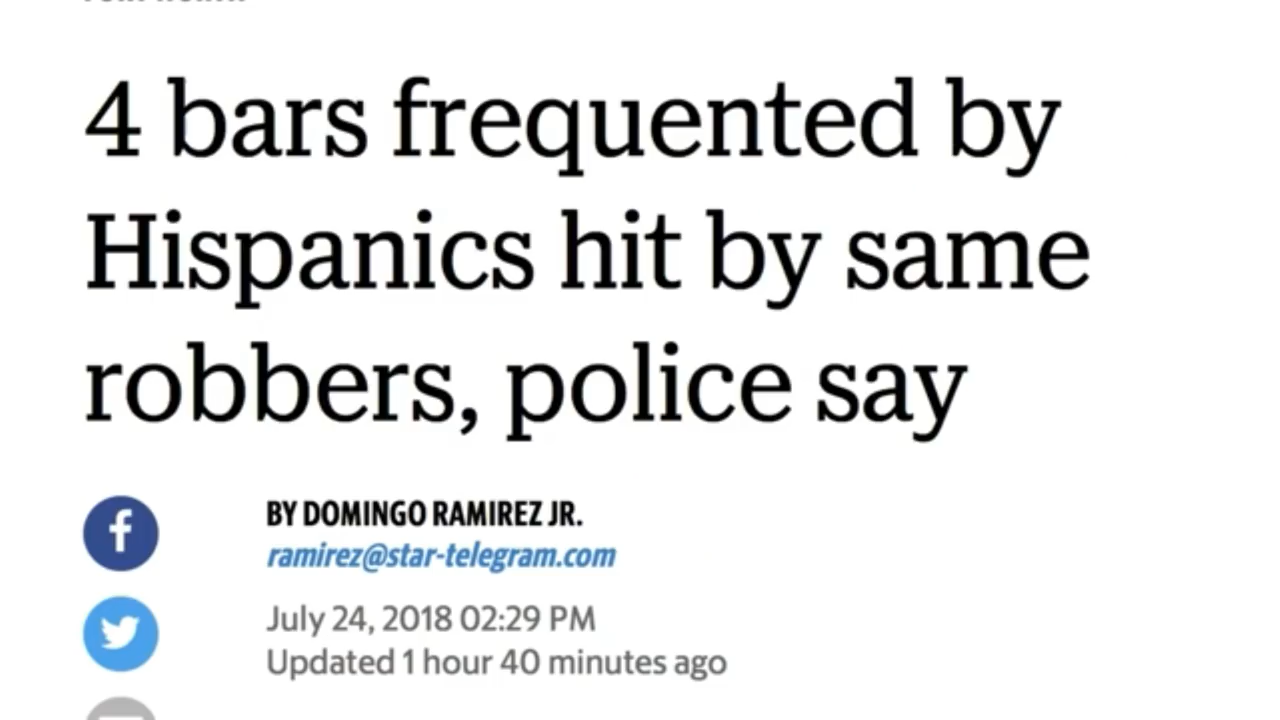 4 bars frequented by
Hispanics hit by same
robbers, police say
BY DOMINGO RAMIREZ JR.
ramirez@star-telegram.com
July 24, 2018 02:29 PM
Updated 1 hour 40 minutes ago